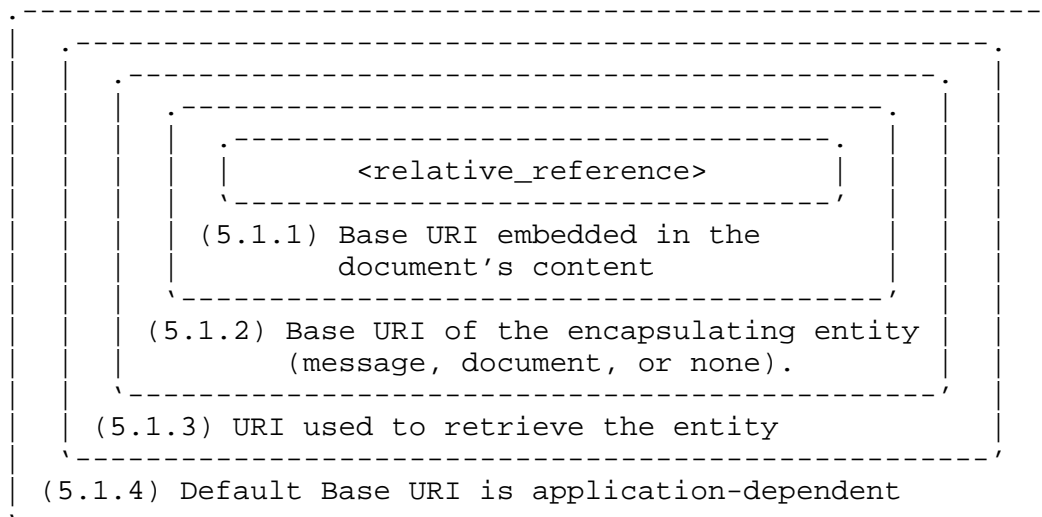 <relative_reference>
(5.1.1) Base URI embedded in the
document's content
(5.1.2) Base URI of the encapsulating entity
(message, document, or none).
(5.1.3) URI used to retrieve the entity
(5.1.4) Default Base URI is application-dependent